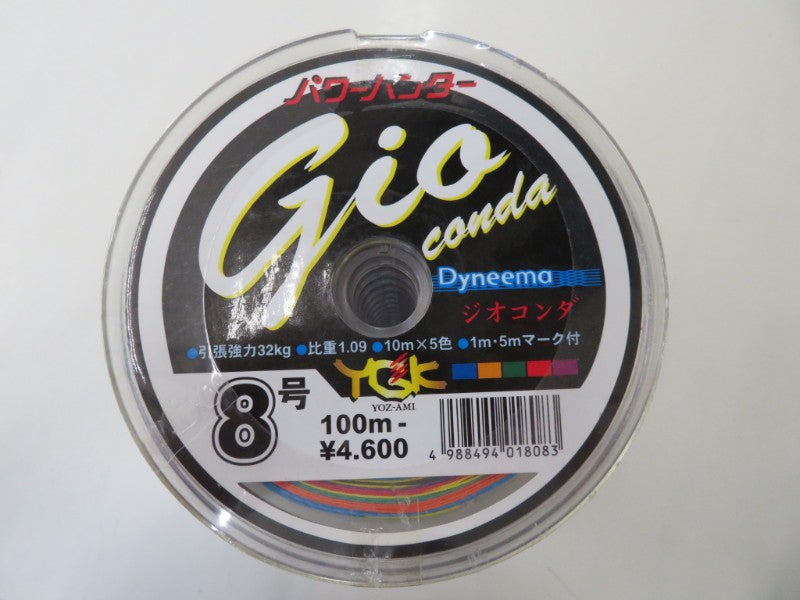 パワーハンター
Gio
conda
Dyneema
ジオコンダ
●引張強力32kg ●比重1.09 ●10m×5色 ●1m・5mマーク付
YGK
YOZ-AMI
8号
100m-
¥4.600
4 988494 018083